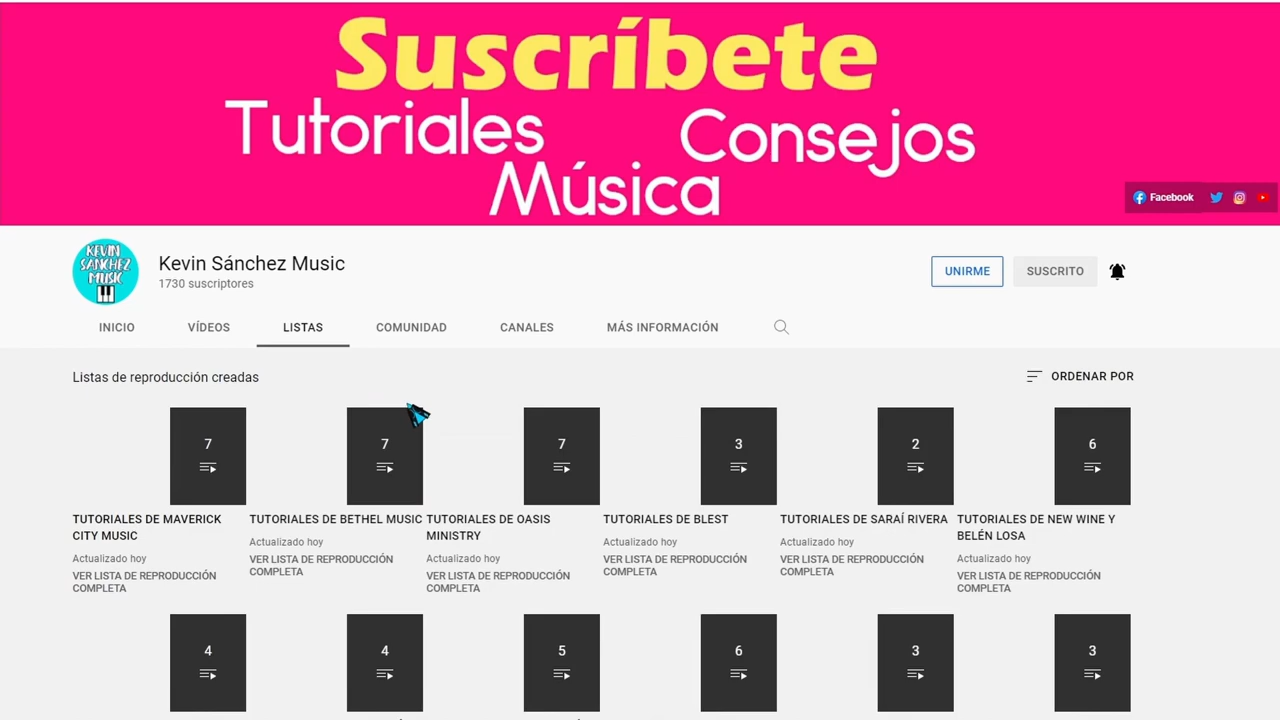 Suscríbete
Tutoriales Consejos
Música
Facebook
KEVIN
SÁNCHEZ
MUSIC
Kevin Sánchez Music
1730 suscriptores
UNIRME
SUSCRITO
INICIO VÍDEOS LISTAS COMUNIDAD CANALES MÁS INFORMACIÓN
Listas de reproducción creadas
ORDENAR POR
7 7 7 3 2 6
TUTORIALES DE MAVERICK
CITY MUSIC
Actualizado hoy
VER LISTA DE REPRODUCCIÓN
COMPLETA
TUTORIALES DE BETHEL MUSIC
Actualizado hoy
VER LISTA DE REPRODUCCIÓN
COMPLETA
TUTORIALES DE OASIS
MINISTRY
Actualizado hoy
VER LISTA DE REPRODUCCIÓN
COMPLETA
TUTORIALES DE BLEST
Actualizado hoy
VER LISTA DE REPRODUCCIÓN
COMPLETA
TUTORIALES DE SARAÍ RIVERA
Actualizado hoy
VER LISTA DE REPRODUCCIÓN
COMPLETA
TUTORIALES DE NEW WINE Y
BELÉN LOSA
Actualizado hoy
VER LISTA DE REPRODUCCIÓN
COMPLETA
4 4 5 6 3 3